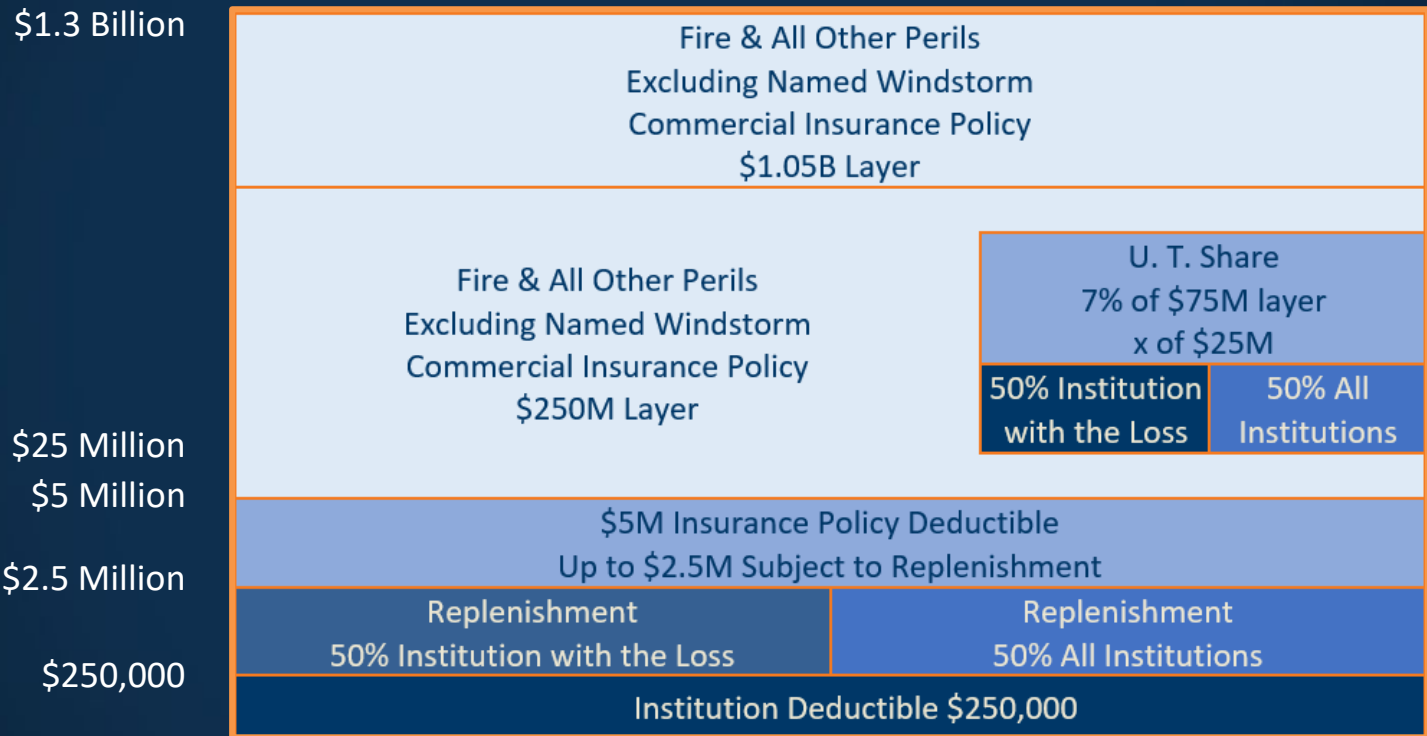 $1.3 Billion
Fire & All Other Perils
Excluding Named Windstorm
Commercial Insurance Policy
$1.05B Layer
Fire & All Other Perils
Excluding Named Windstorm
Commercial Insurance Policy
$250M Layer
U. T. Share
7% of $75M layer
x of $25M
50% Institution
with the Loss
50% All
Institutions
$25 Million
$5 Million
$5M Insurance Policy Deductible
Up to $2.5M Subject to Replenishment
$2.5 Million
Replenishment
50% Institution with the Loss
Replenishment
50% All Institutions
$250,000
Institution Deductible $250,000